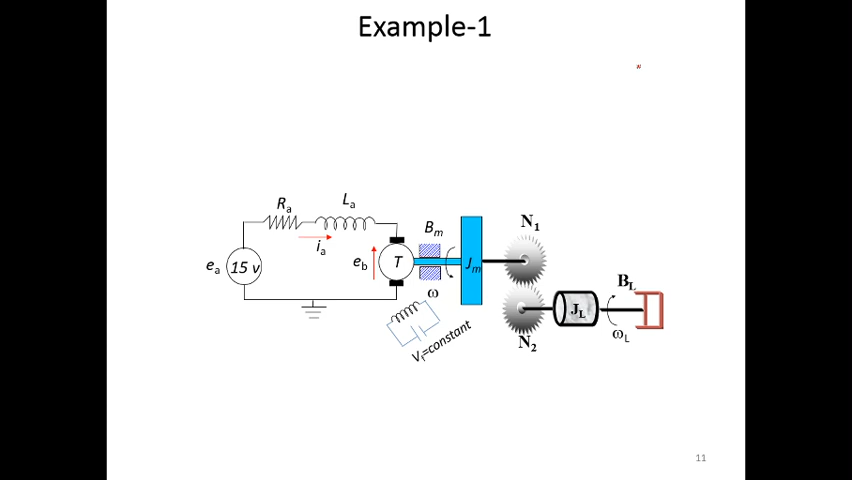 Example-1
Ra
La
Bm
N1
ia
ea
15 v
eb
T
Jm
ω
BL
JL
ωL
N2
Vf=constant
11